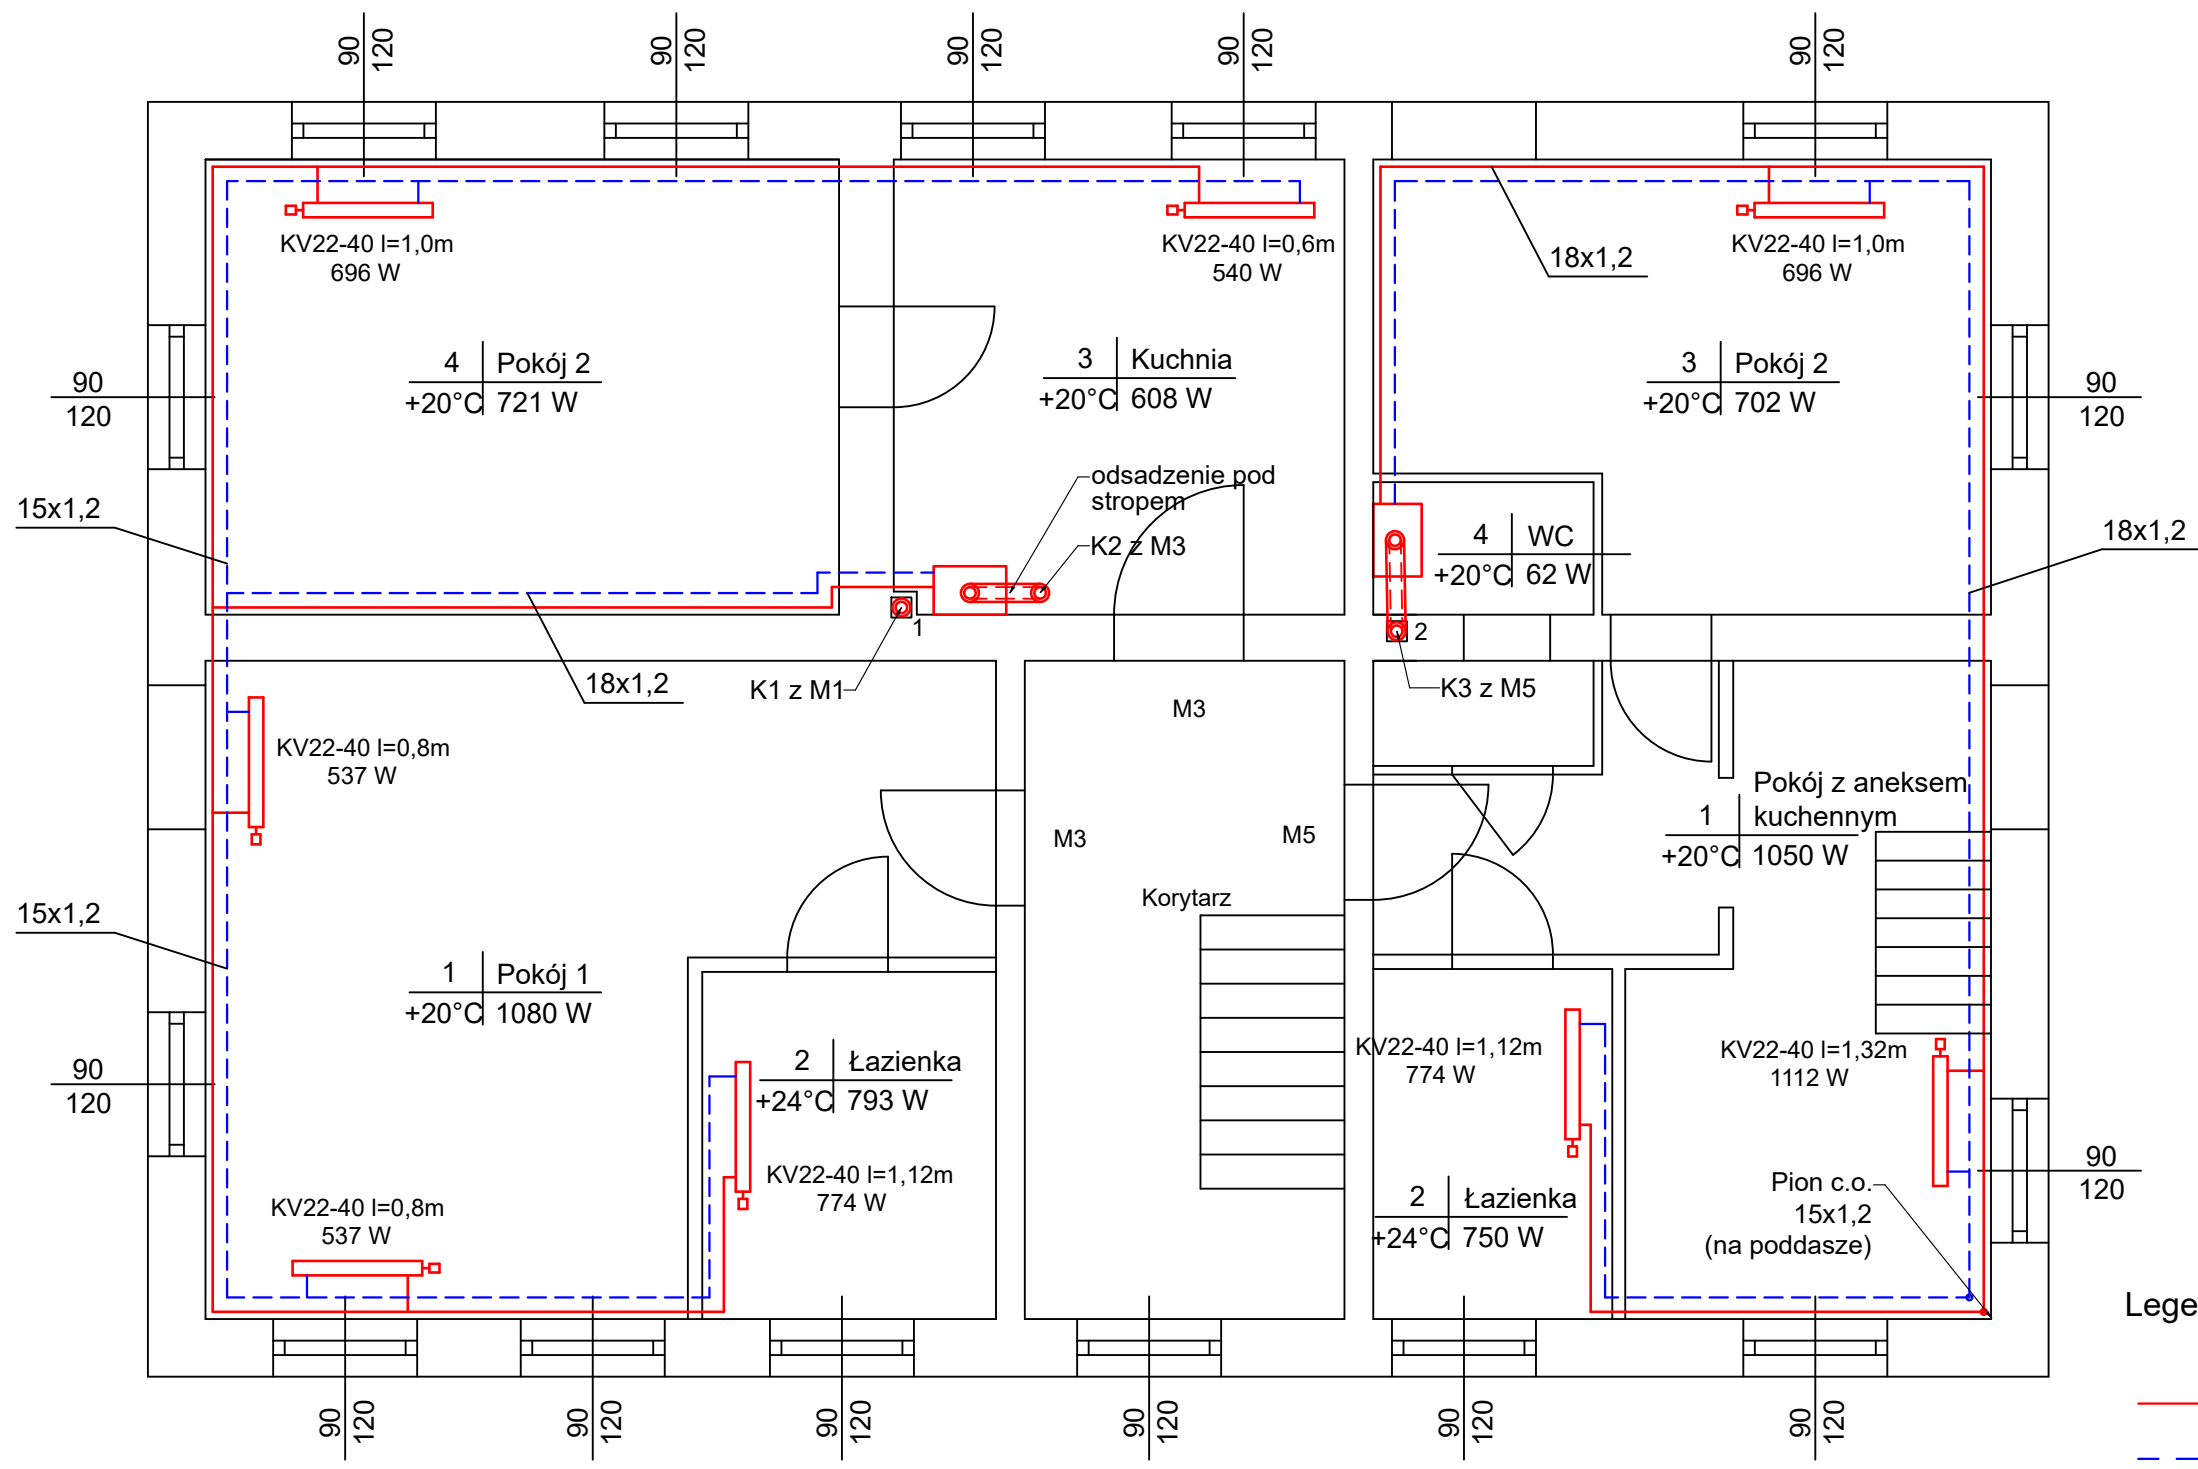 90
120
90
120
90
120
90
120
90
120
KV22-40 l=1,0m
696 W
KV22-40 l=0,6m
540 W
18x1,2
KV22-40 l=1,0m
696 W
4 Pokój 2
+20°C 721 W
3 Kuchnia
+20°C 608 W
3 Pokój 2
+20°C 702 W
90
120
90
120
odsadzenie pod
stropem
15x1,2
K2 z M3
4 WC
+20°C 62 W
18x1,2
1
2
18x1,2
K1 z M1
K3 z M5
M3
KV22-40 l=0,8m
537 W
Pokój z aneksem
1 kuchennym
+20°C 1050 W
M3
M5
Korytarz
15x1,2
1 Pokój 1
+20°C 1080 W
2 Łazienka
+24°C 793 W
KV22-40 l=1,12m
774 W
KV22-40 l=1,32m
1112 W
90
120
KV22-40 l=1,12m
774 W
90
120
KV22-40 l=0,8m
537 W
2 Łazienka
+24°C 750 W
Pion c.o.
15x1,2
(na poddasze)
Lege
90
120
90
120
90
120
90
120
90
120
90
120